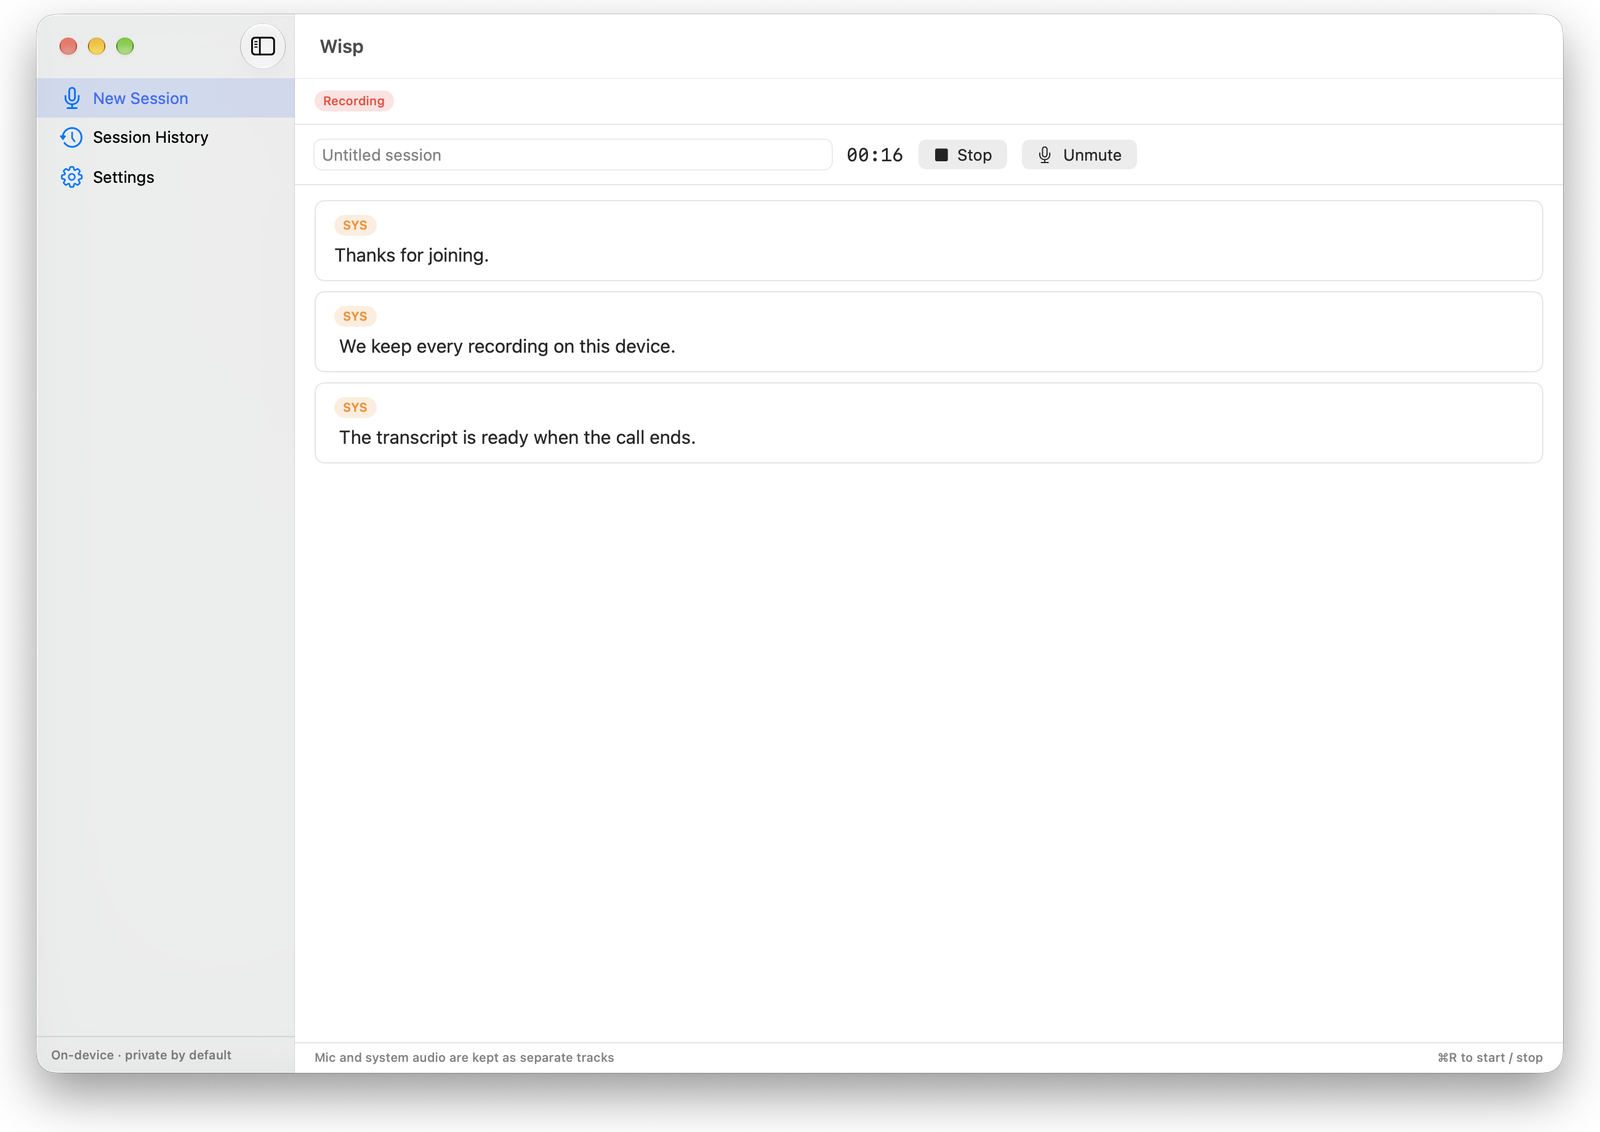 Wisp
New Session
Session History
Settings
Recording
Untitled session
00:16
Stop
Unmute
SYS
Thanks for joining.
SYS
We keep every recording on this device.
SYS
The transcript is ready when the call ends.
On-device · private by default
Mic and system audio are kept as separate tracks
⌘R to start / stop